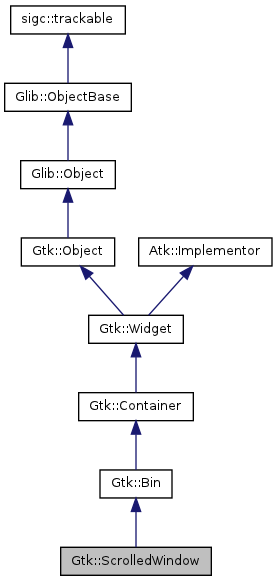 sigc::trackable
Glib::ObjectBase
Glib::Object
Gtk::Object
Atk::Implementor
Gtk::Widget
Gtk::Container
Gtk::Bin
Gtk::ScrolledWindow